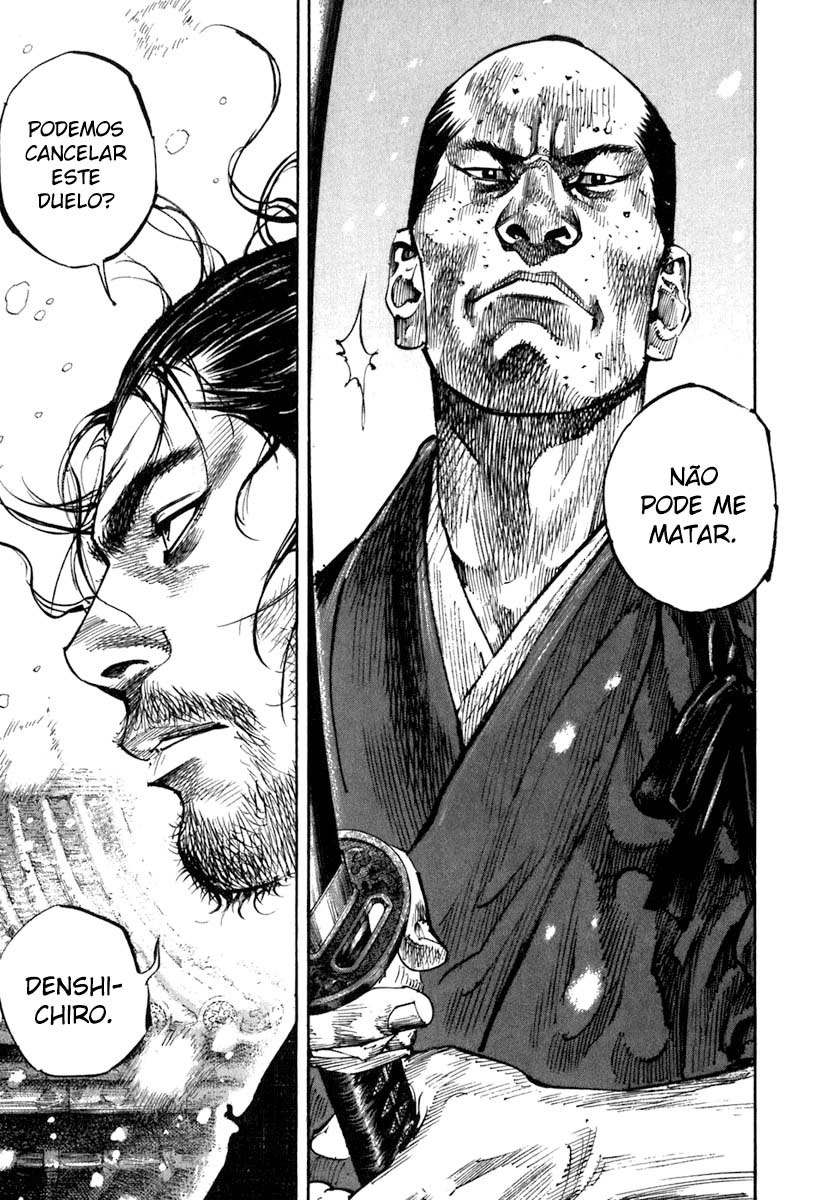 NÃO
PODE ME
MATAR.
PODEMOS
CANCELAR
ESTE
DUELO?
DENSHI-
CHIRO.